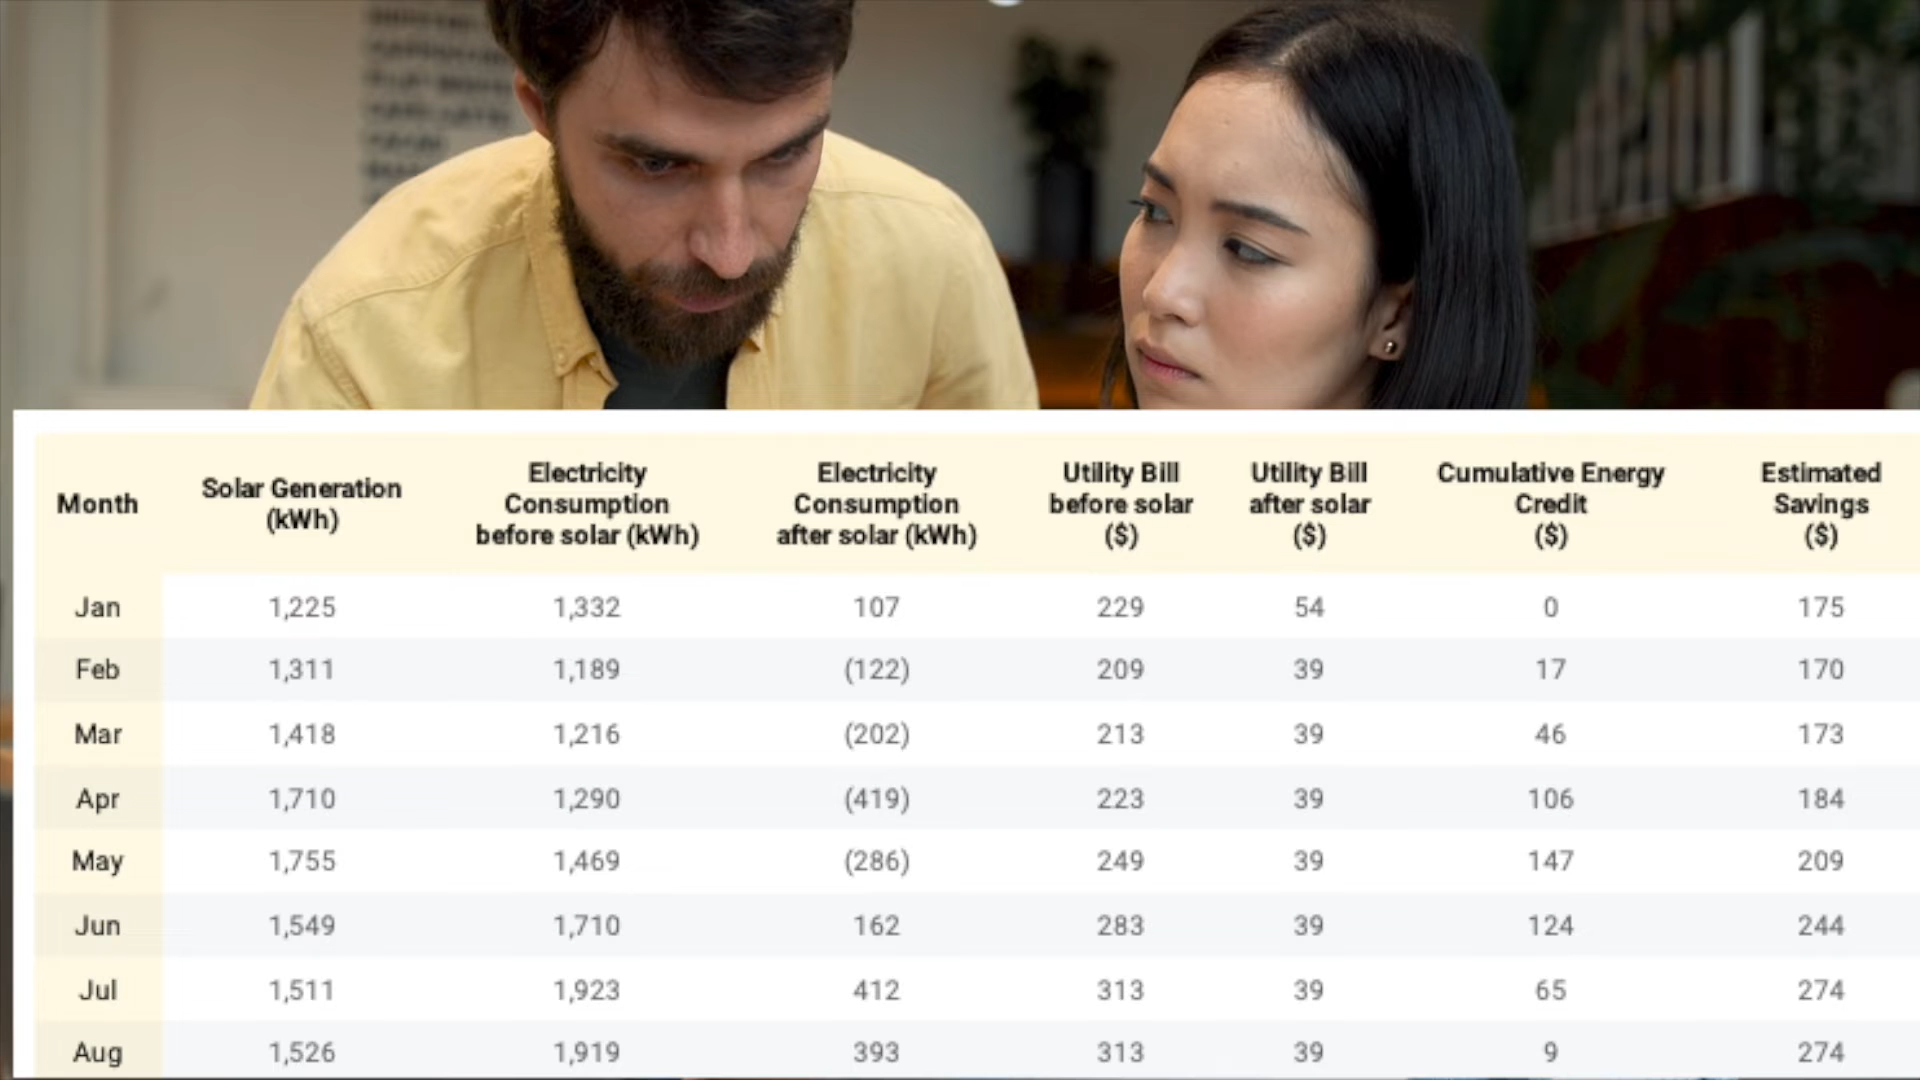 Month Solar Generation (kWh) Electricity Consumption before solar (kWh) Electricity Consumption after solar (kWh) Utility Bill before solar ($) Utility Bill after solar ($) Cumulative Energy Credit ($) Estimated Savings ($)
Jan 1,225 1,332 107 229 54 0 175
Feb 1,311 1,189 (122) 209 39 17 170
Mar 1,418 1,216 (202) 213 39 46 173
Apr 1,710 1,290 (419) 223 39 106 184
May 1,755 1,469 (286) 249 39 147 209
Jun 1,549 1,710 162 283 39 124 244
Jul 1,511 1,923 412 313 39 65 274
Aug 1,526 1,919 393 313 39 9 274